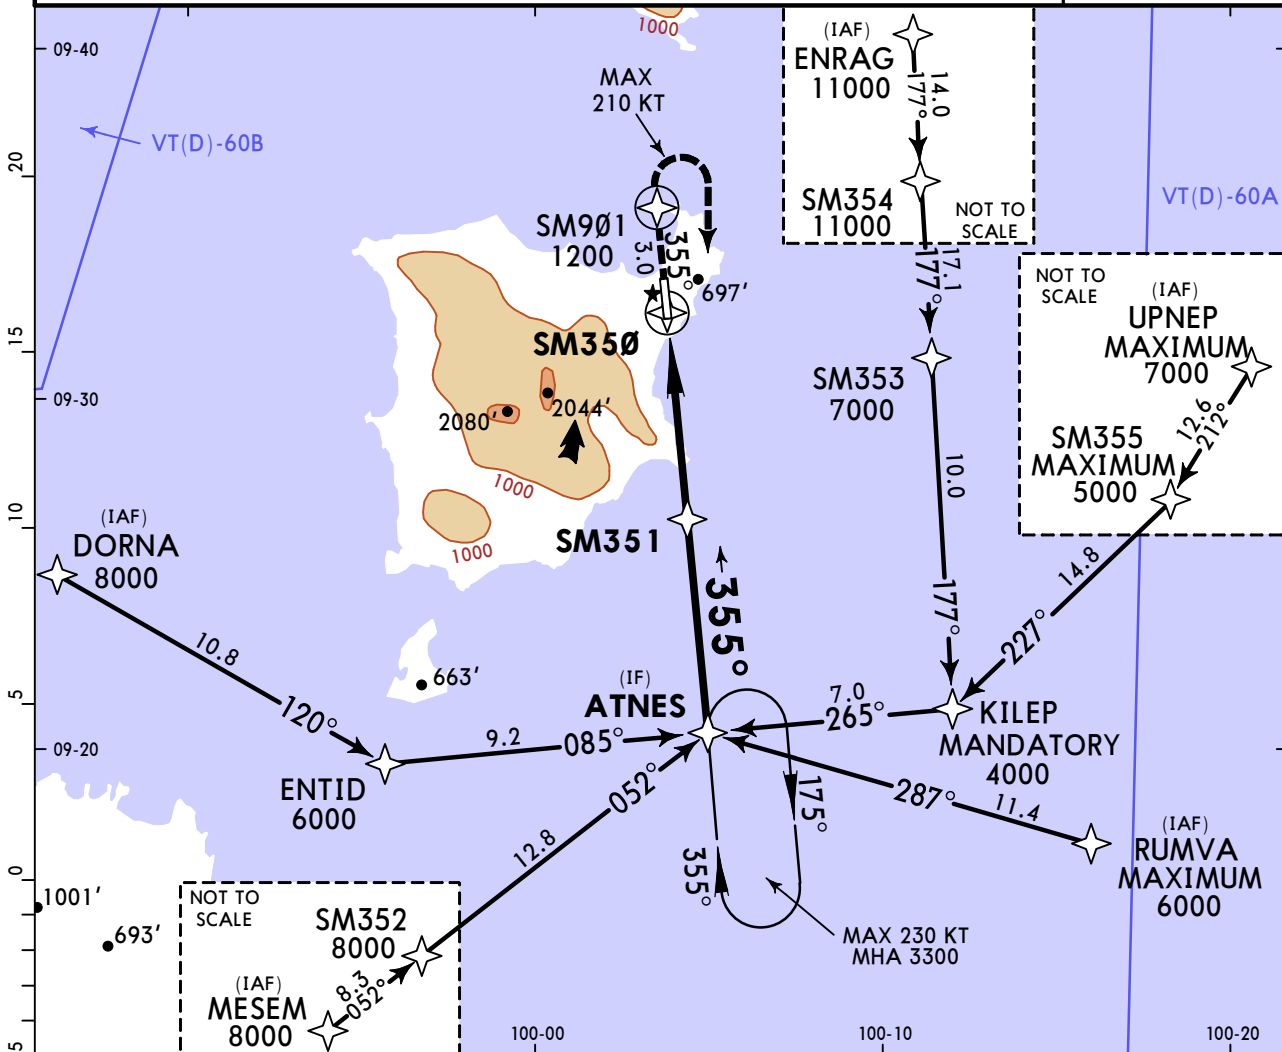 1000
09-40
MAX
210 KT
(IAF)
ENRAG
11000
14.0
177°
VT(D)-60B
20
SM354
11000
NOT TO
SCALE
VT(D)-60A
SM9Ø1
1200
3.0
355°
697'
17.1
177°
NOT TO
SCALE
(IAF)
UPNEP
MAXIMUM
7000
SM35Ø
15
SM353
7000
09-30
2080'
2044'
12.6
212°
SM355
MAXIMUM
5000
1000
10.0
10
(IAF)
DORNA
8000
SM351
1000
355°
177°
14.8
227°
10.8
120°
663'
5
(IF)
ATNES
7.0
265°
KILEP
MANDATORY
4000
09-20
9.2
085°
ENTID
6000
052°
12.8
175°
287°
11.4
(IAF)
RUMVA
MAXIMUM
6000
355°
0
1001'
693'
NOT TO
SCALE
SM352
8000
MAX 230 KT
MHA 3300
8.3
052°
(IAF)
MESEM
8000
5
100-00
100-10
100-20